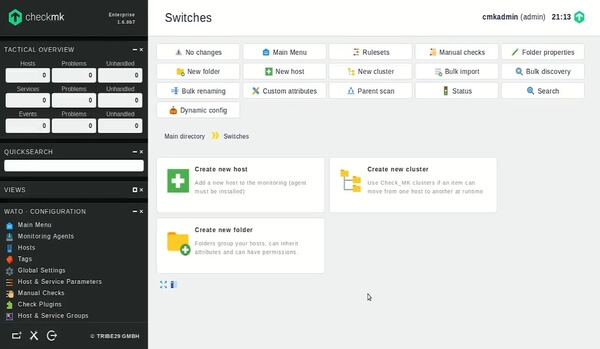 checkmk
Enterprise
1.6.0b7
TACTICAL OVERVIEW
Hosts Problems Unhandled
0 0 0
Services Problems Unhandled
0 0 0
Events Problems Unhandled
0 0 0
QUICKSEARCH
VIEWS
WATO · CONFIGURATION
Main Menu
Monitoring Agents
Hosts
Tags
Global Settings
Host & Service Parameters
Manual Checks
Check Plugins
Host & Service Groups
© TRIBE29 GMBH
Switches
cmkadmin (admin) 21:13
No changes Main Menu Rulesets Manual checks Folder properties
New folder New host New cluster Bulk import Bulk discovery
Bulk renaming Custom attributes Parent scan Status Search
Dynamic config
Main directory Switches
Create new host
Add a new host to the monitoring (agent
must be installed)
Create new cluster
Use Check_MK clusters if an item can
move from one host to another at runtime
Create new folder
Folders group your hosts, can inherit
attributes and can have permissions.